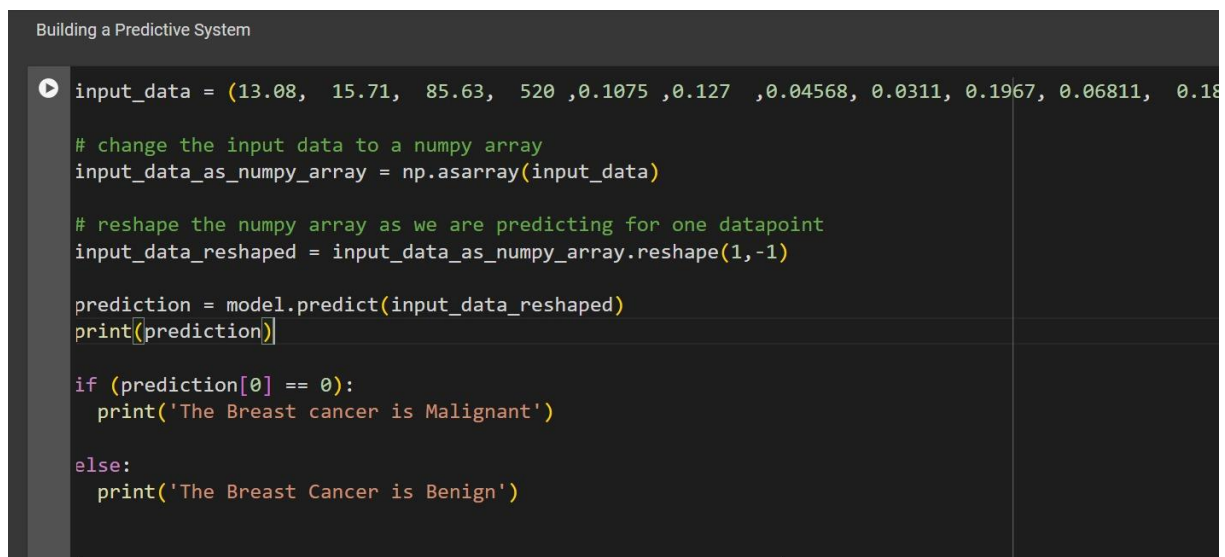 Building a Predictive System
input_data = (13.08,  15.71,  85.63,  520 ,0.1075 ,0.127  ,0.04568, 0.0311, 0.1967, 0.06811,  0.18
# change the input data to a numpy array
input_data_as_numpy_array = np.asarray(input_data)
# reshape the numpy array as we are predicting for one datapoint
input_data_reshaped = input_data_as_numpy_array.reshape(1,-1)
prediction = model.predict(input_data_reshaped)
print(prediction)
if (prediction[0] == 0):
  print('The Breast cancer is Malignant')
else:
  print('The Breast Cancer is Benign')